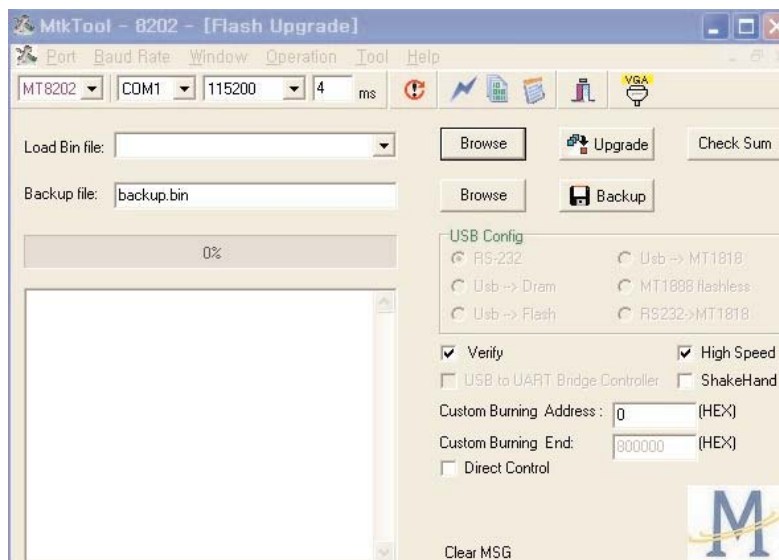 MtkTool - 8202 - [Flash Upgrade]
Port Baud Rate Window Operation Tool Help
MT8202 COM1 115200 4 ms VGA
Load Bin file: Browse Upgrade Check Sum
Backup file: backup.bin Browse Backup
0%
USB Config
RS-232 Usb -> MT1818
Usb -> Dram MT1888 flashless
Usb -> Flash RS232->MT1818
Verify High Speed
USB to UART Bridge Controller ShakeHand
Custom Burning Address : 0 (HEX)
Custom Burning End: 800000 (HEX)
Direct Control
M
Clear MSG